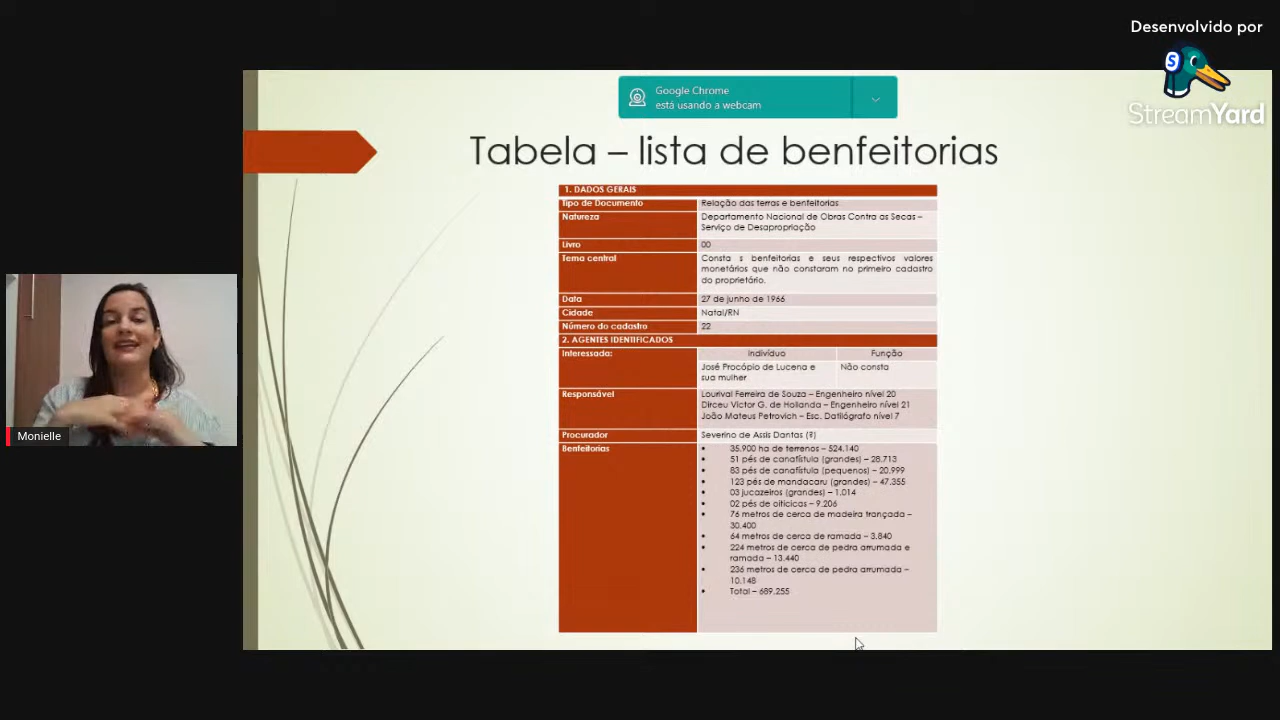 Desenvolvido por
S
StreamYard
Google Chrome
está usando a webcam
Tabela – lista de benfeitorias
1. DADOS GERAIS
Tipo de Documento
Relação das terras e benfeitorias
Natureza
Departamento Nacional de Obras Contra as Secas –
Serviço de Desapropriação
Livro
00
Tema central
Consta s benfeitorias e seus respectivos valores
monetários que não constaram no primeiro cadastro
do proprietário.
Data
27 de junho de 1966
Cidade
Natal/RN
Número do cadastro
22
2. AGENTES IDENTIFICADOS
Interessada:
Indivíduo
Função
José Procópio de Lucena e
sua mulher
Não consta
Responsável
Lourival Ferreira de Souza – Engenheiro nível 20
Dirceu Victor G. de Hollanda – Engenheiro nível 21
João Mateus Petrovich – Esc. Datilógrafo nível 7
Procurador
Severino de Assis Dantas (?)
Benfeitorias
• 35.900 ha de terrenos – 524.140
• 51 pés de canafístula (grandes) – 28.713
• 83 pés de canafístula (pequenos) – 20.999
• 123 pés de mandacaru (grandes) – 47.355
• 03 jucazeiros (grandes) – 1.014
• 02 pés de oiticicas – 9.206
• 76 metros de cerca de madeira trançada –
30.400
• 64 metros de cerca de ramada – 3.840
• 224 metros de cerca de pedra arrumada e
ramada – 13.440
• 236 metros de cerca de pedra arrumada –
10.148
• Total – 689.255
Monielle